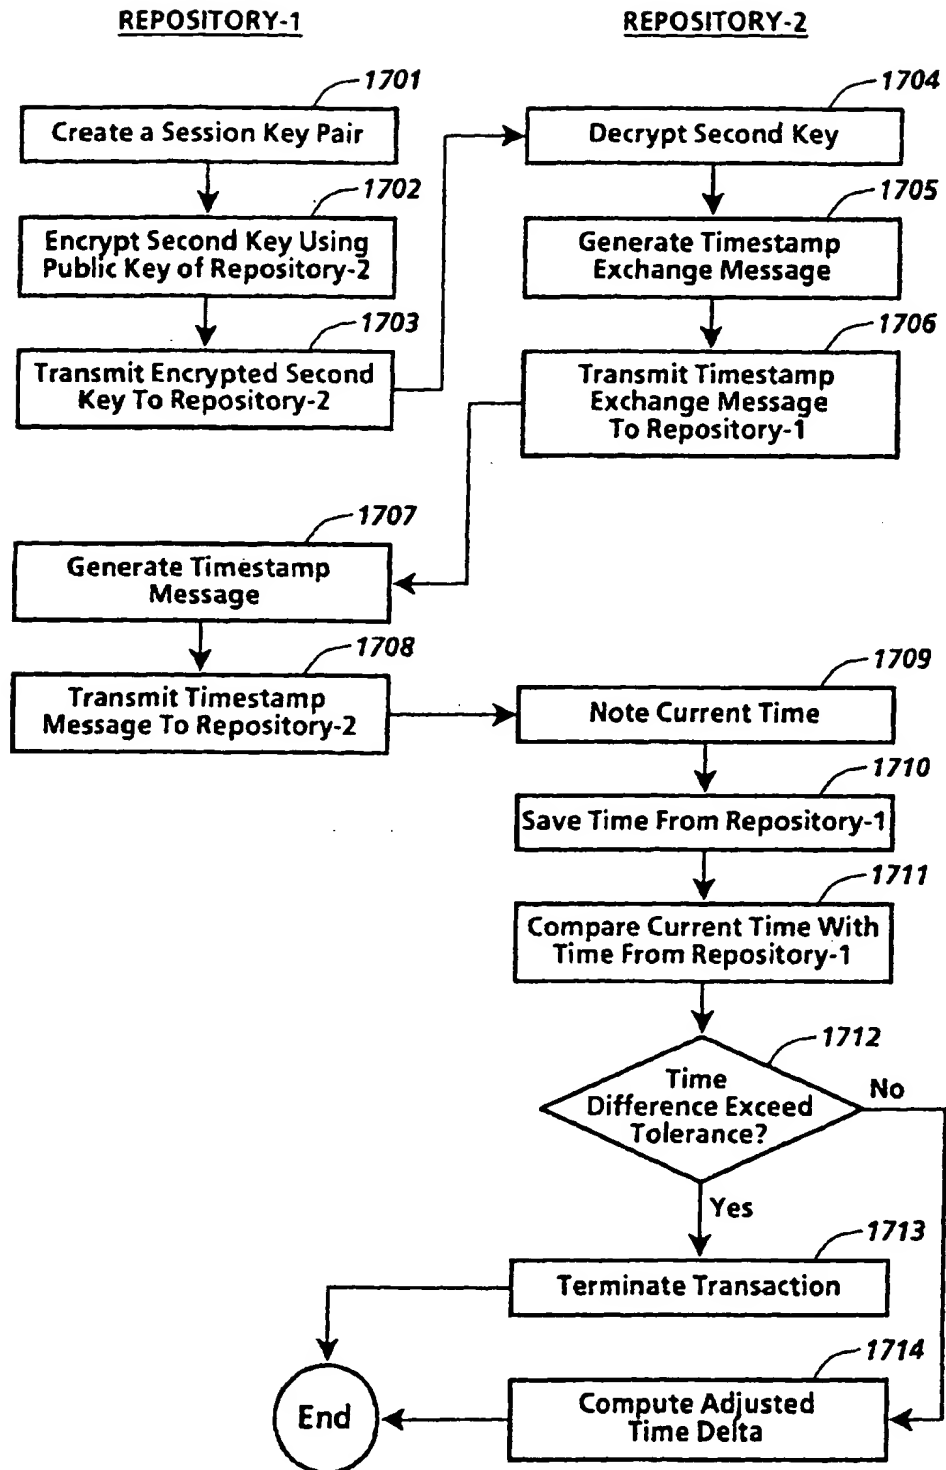 REPOSITORY-1
REPOSITORY-2
1701
Create a Session Key Pair
1702
Encrypt Second Key Using
Public Key of Repository-2
1703
Transmit Encrypted Second
Key To Repository-2
1704
Decrypt Second Key
1705
Generate Timestamp
Exchange Message
1706
Transmit Timestamp
Exchange Message
To Repository-1
1707
Generate Timestamp
Message
1708
Transmit Timestamp
Message To Repository-2
1709
Note Current Time
1710
Save Time From Repository-1
1711
Compare Current Time With
Time From Repository-1
1712
Time
Difference Exceed
Tolerance?
No
Yes
1713
Terminate Transaction
1714
Compute Adjusted
Time Delta
End